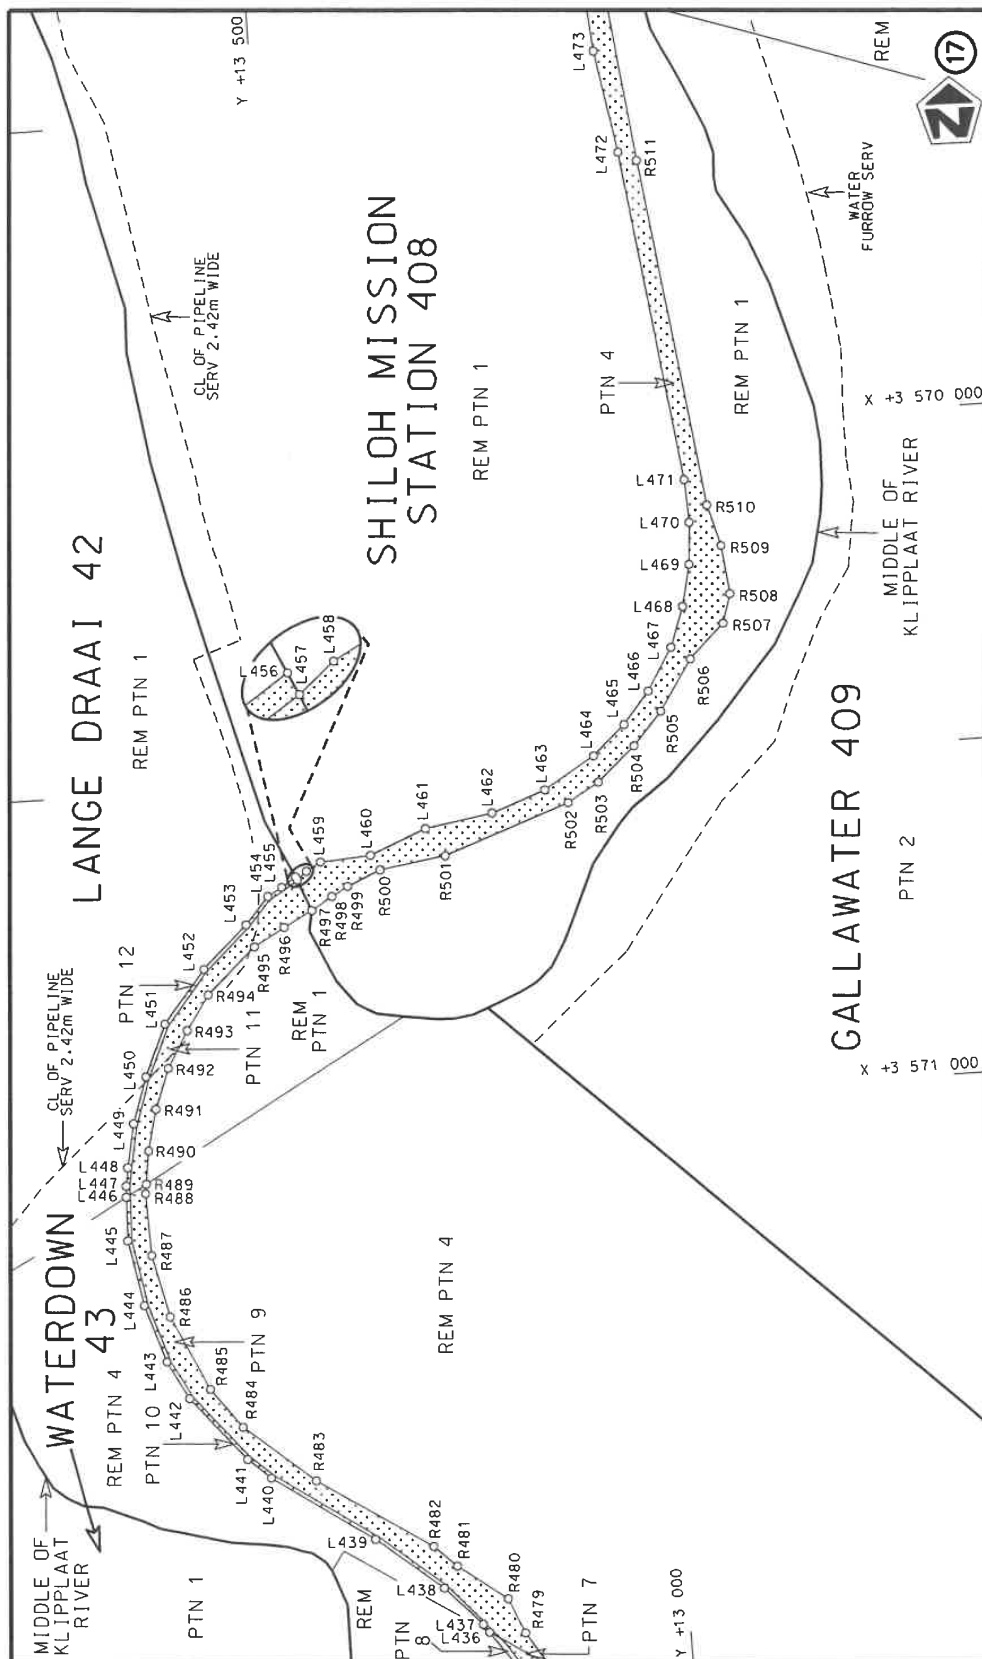 Y +13 500
LANGE DRAAI 42
REM PTN 1
CL OF PIPELINE
SERV 2.42m WIDE
SHILOH MISSION
STATION 408
REM PTN 1
PTN 4
REM PTN 1
REM
17
N
WATER
FURROW SERV
X +3 570 000
MIDDLE OF
KLIPPLAAT RIVER
GALLAWATER 409
PTN 2
X +3 571 000
CL OF PIPELINE
SERV 2.42m WIDE
PTN 12
PTN 11
REM
PTN 1
WATERDOWN
43
REM PTN 4
PTN 10
PTN 9
REM PTN 4
MIDDLE OF
KLIPPLAAT
RIVER
PTN 1
REM
PTN
8
PTN 7
Y +13 000
L436
L437
L438
L439
L440
L441
L442
L443
L444
L445
L446
L447
L448
L449
L450
L451
L452
L453
L454
L455
L456
L457
L458
L459
L460
L461
L462
L463
L464
L465
L466
L467
L468
L469
L470
L471
L472
L473
R479
R480
R481
R482
R483
R484
R485
R486
R487
R488
R489
R490
R491
R492
R493
R494
R495
R496
R497
R498
R499
R500
R501
R502
R503
R504
R505
R506
R507
R508
R509
R510
R511